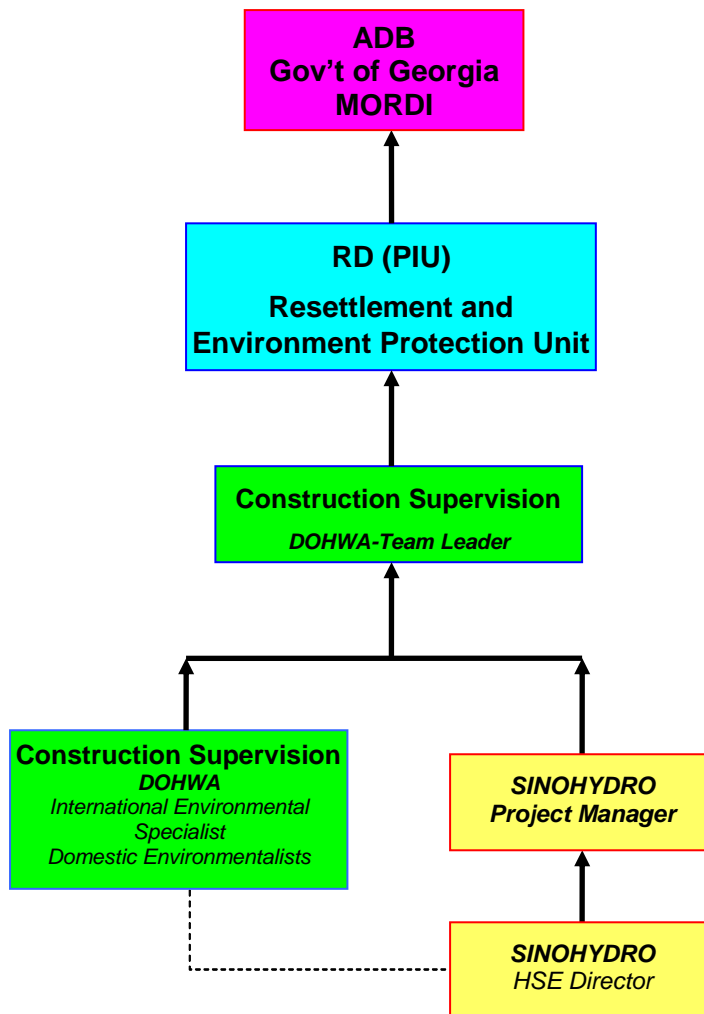 ADB
Gov’t of Georgia
MORDI
RD (PIU)
Resettlement and
Environment Protection Unit
Construction Supervision
DOHWA-Team Leader
Construction Supervision
DOHWA
International Environmental
Specialist
Domestic Environmentalists
SINOHYDRO
Project Manager
SINOHYDRO
HSE Director